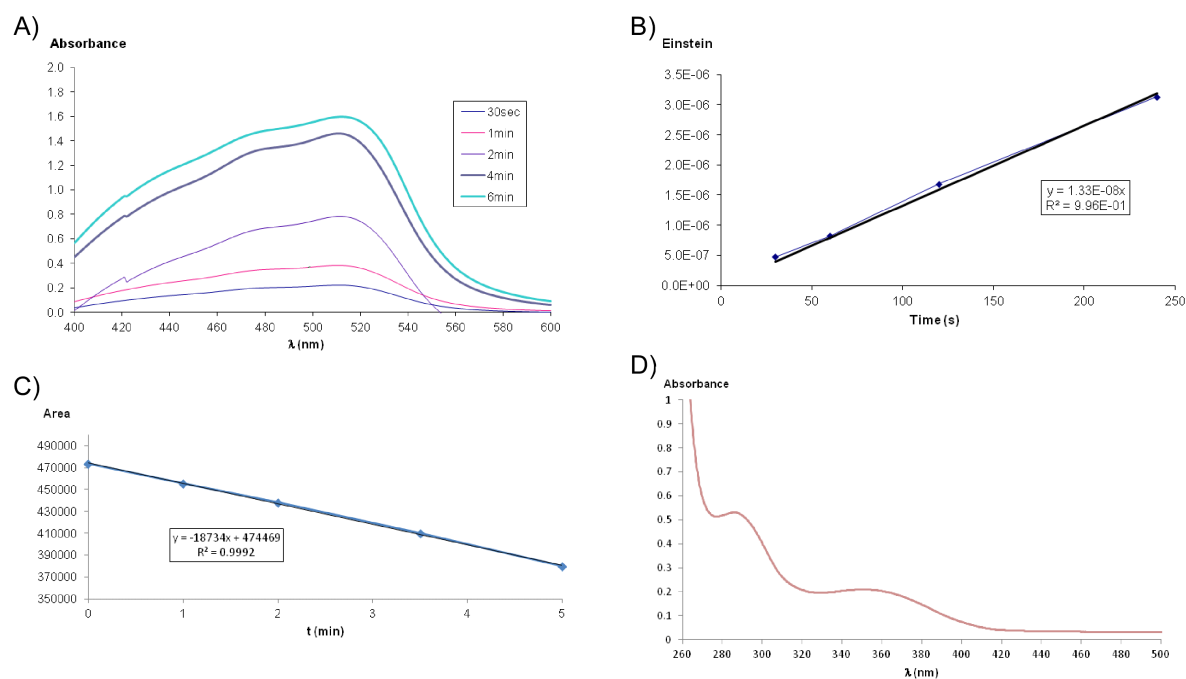 A)
Absorbance
2.0
1.8
1.6
1.4
1.2
1.0
0.8
0.6
0.4
0.2
0.0
400 420 440 460 480 500 520 540 560 580 600
λ (nm)
30sec
1min
2min
4min
6min
B)
Einstein
3.5E-06
3.0E-06
2.5E-06
2.0E-06
1.5E-06
1.0E-06
5.0E-07
0.0E+00
0 50 100 150 200 250
Time (s)
y = 1.33E-08x
R² = 9.96E-01
C)
Area
490000
470000
450000
430000
410000
390000
370000
350000
0 1 2 3 4 5
t (min)
y = -18734x + 474469
R² = 0.9992
D)
Absorbance
1
0.9
0.8
0.7
0.6
0.5
0.4
0.3
0.2
0.1
0
260 280 300 320 340 360 380 400 420 440 460 480 500
λ (nm)